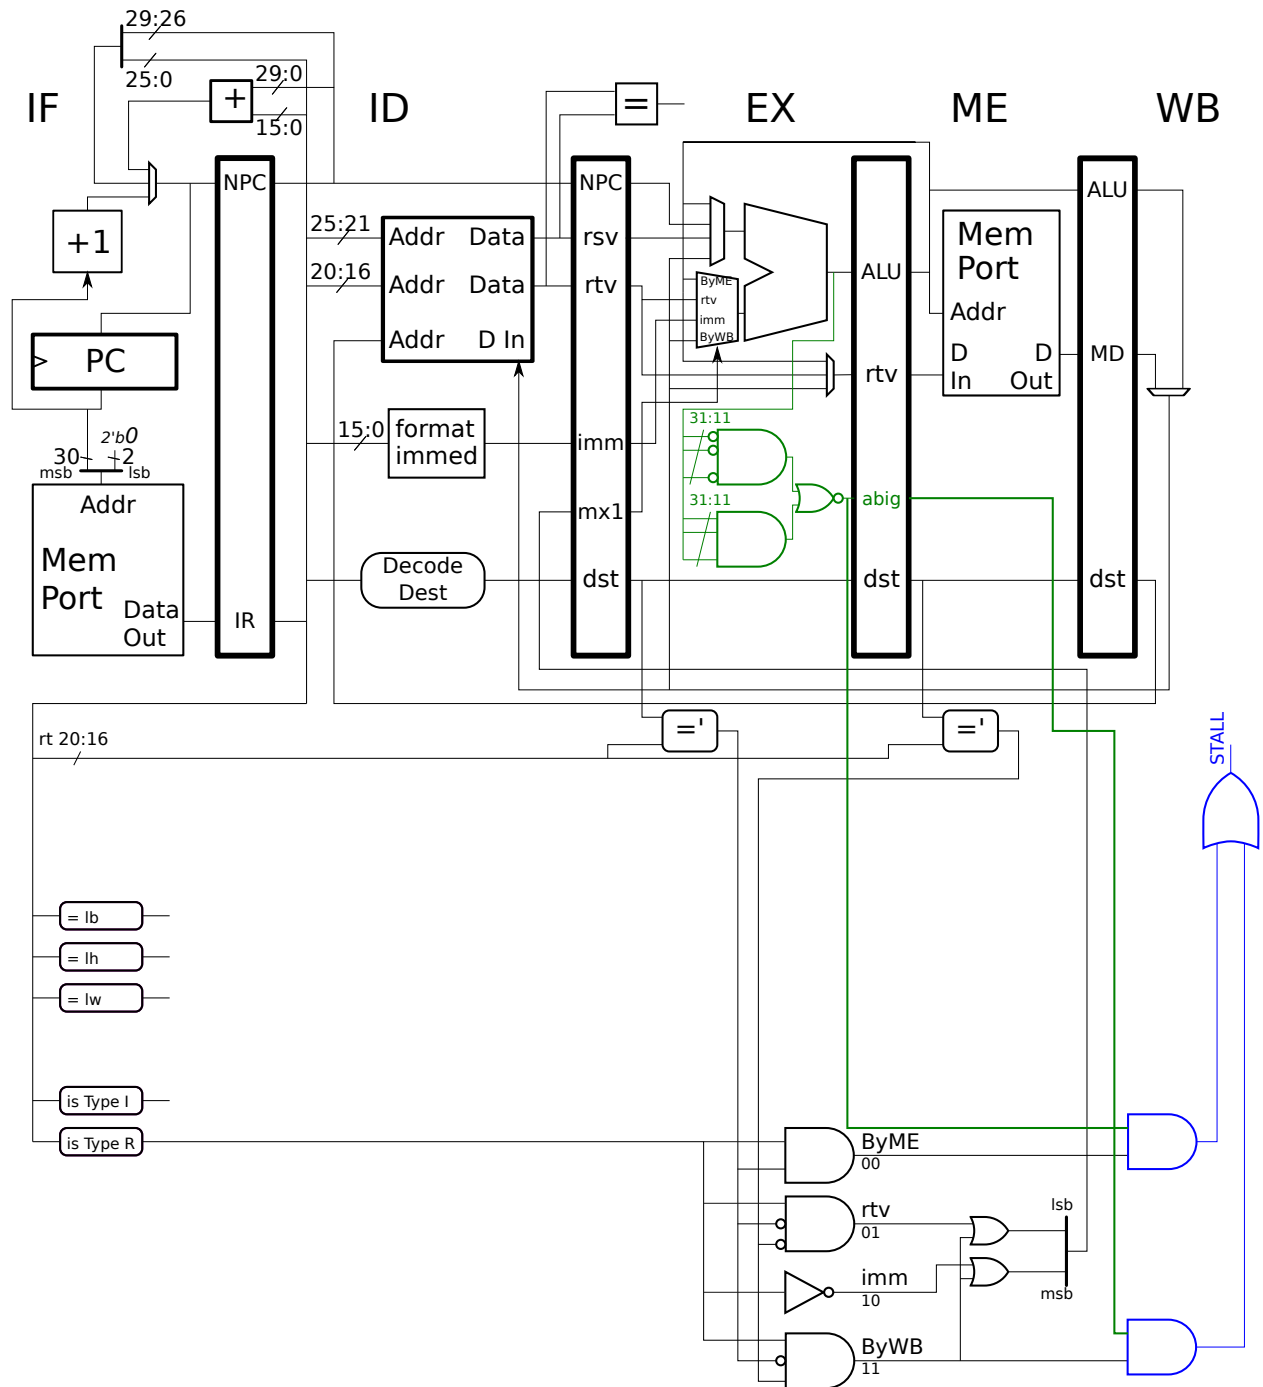 29:26
25:0
IF
+
29:0
15:0
ID
=
EX
ME
WB
NPC
NPC
ALU
+1
25:21
Addr
Data
rsv
20:16
Addr
Data
rtv
Addr
D In
ByME
rtv
imm
ByWB
ALU
Mem
Port
Addr
D
In
D
Out
MD
PC
rtv
2'b0
30
2
msb
lsb
Addr
Mem
Port
Data
Out
IR
15:0
format
immed
imm
mx1
31:11
31:11
abig
Decode
Dest
dst
dst
dst
='
='
rt 20:16
STALL
= lb
= lh
= lw
is Type I
is Type R
ByME
00
rtv
01
lsb
imm
10
msb
ByWB
11